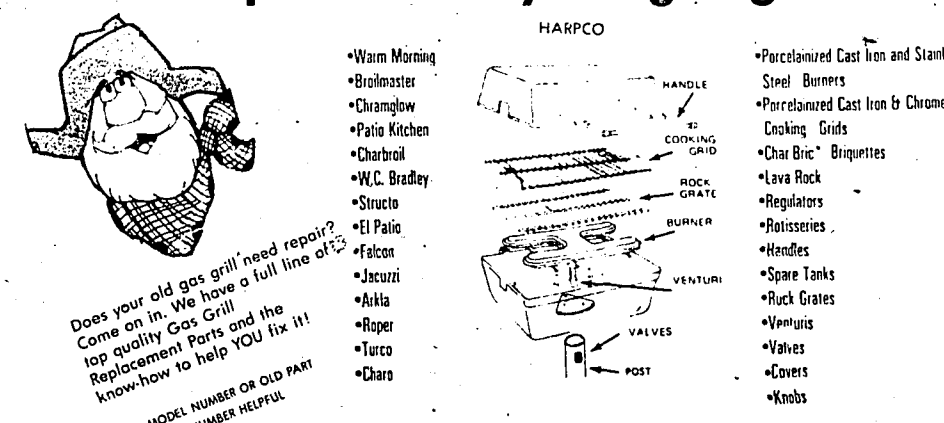 Does your old gas grill need repair?
Come on in. We have a full line of
top quality Gas Grill
Replacement Parts and the
know-how to help YOU fix it!
MODEL NUMBER OR OLD PART
NUMBER HELPFUL
•Warm Morning
•Broilmaster
•Chramglow
•Patio Kitchen
•Charbroil
•W.C. Bradley
•Structo
•El Patio
•Falcon
•Jacuzzi
•Arkla
•Roper
•Turco
•Charo
HARPCO
HANDLE
COOKING
GRID
ROCK
GRATE
BURNER
VENTURI
VALVES
POST
•Porcelainized Cast Iron and Stainl
Steel Burners
•Porcelainized Cast Iron & Chrome
Cooking Grids
•Char Bric Briquettes
•Lava Rock
•Regulators
•Rotisseries
•Handles
•Spare Tanks
•Ruck Grates
•Venturis
•Valves
•Covers
•Knobs